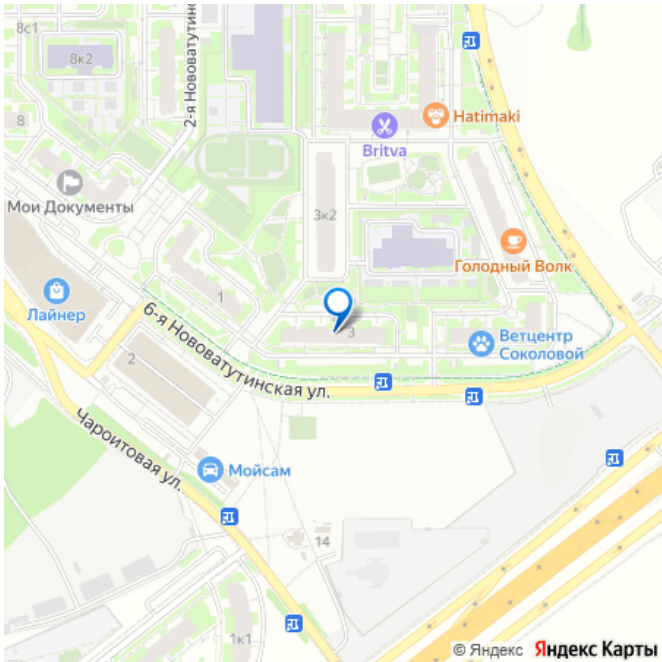 8с1
8к2
2-я Нововатутинск
Hatimaki
Britva
8
Мои Документы
3к2
Голодный Волк
Лайнер
1
6-я Нововатутинская ул.
3
Ветцентр
Соколовой
2
Чароитовая ул.
Мойсам
14
1к1
© Яндекс Яндекс Карты